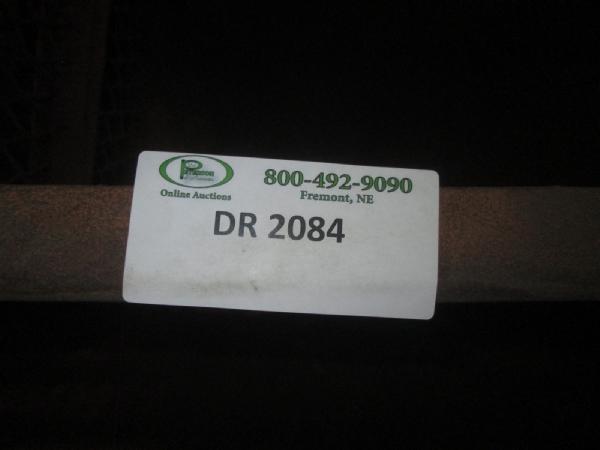 Online Auctions
800-492-9090
Fremont, NE
DR 2084